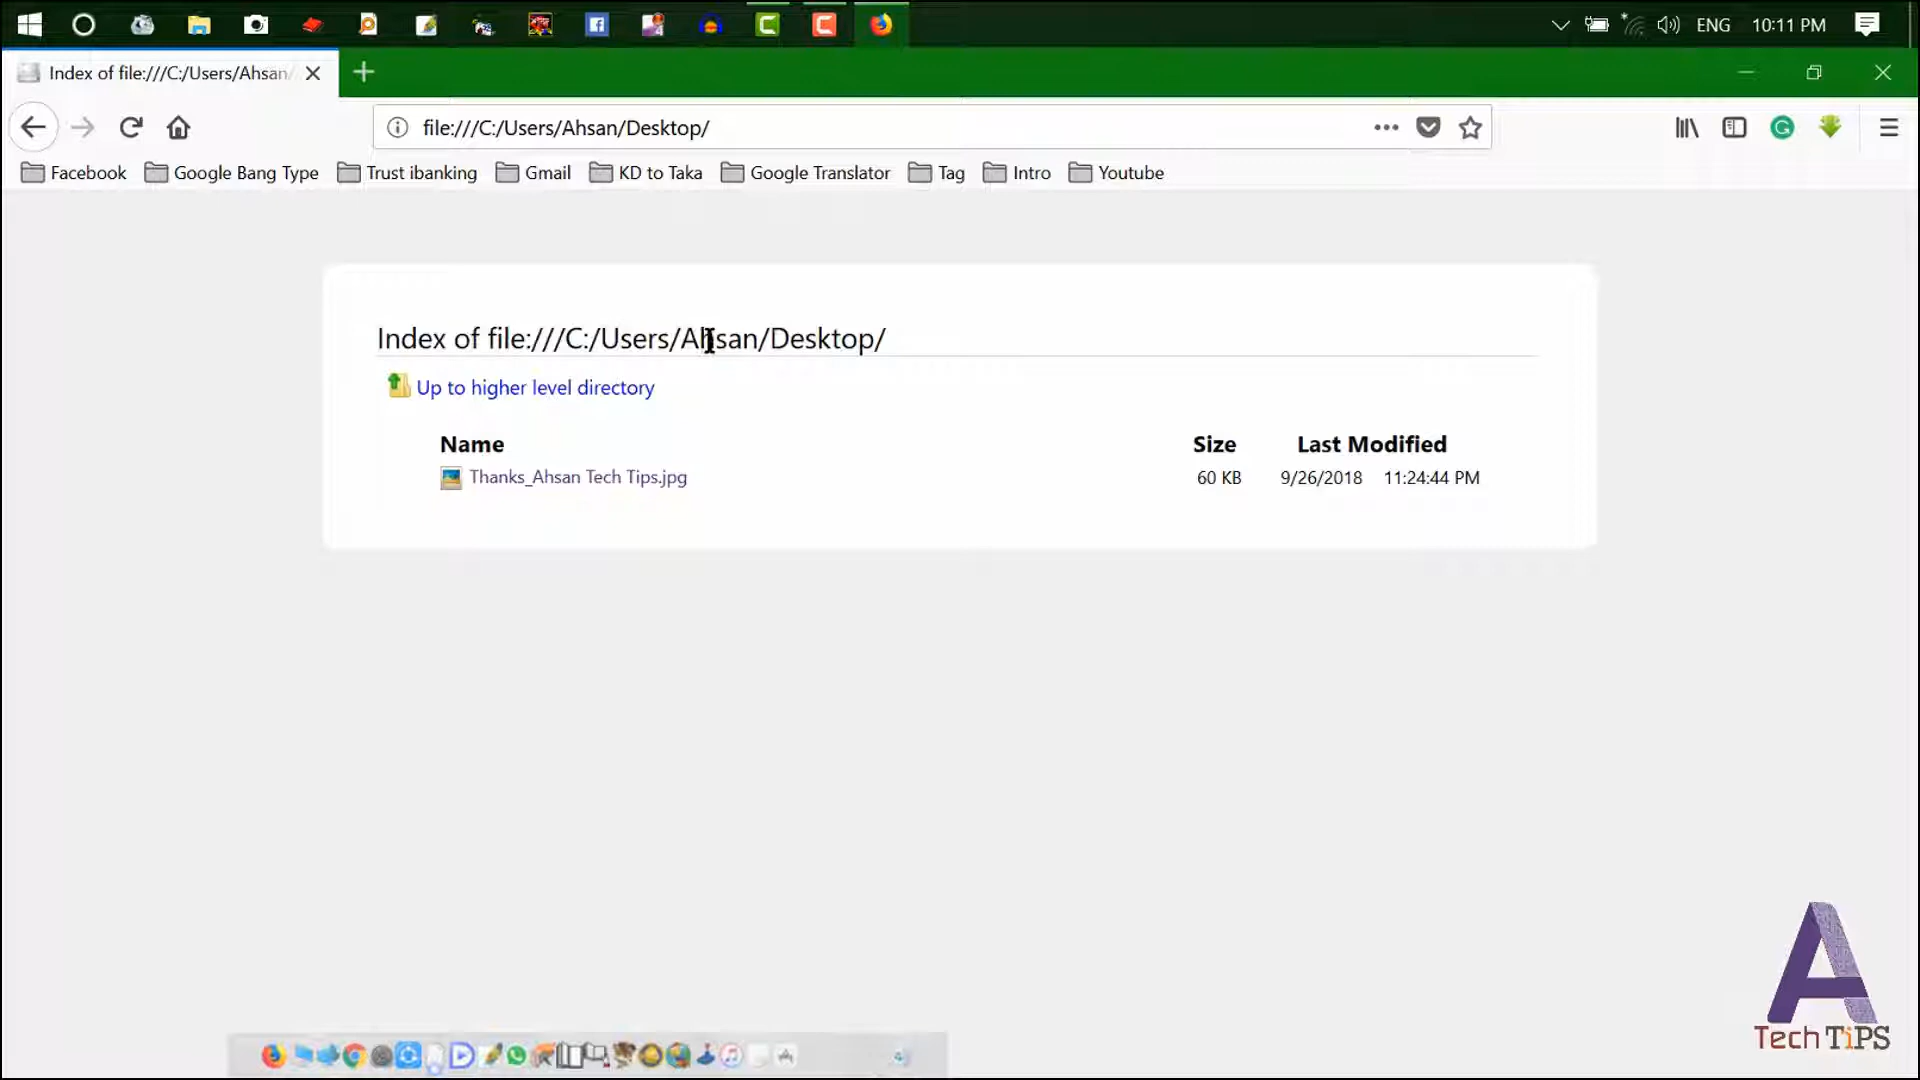 ENG 10:11 PM
Index of file:///C:/Users/Ahsan/
file:///C:/Users/Ahsan/Desktop/
Facebook Google Bang Type Trust ibanking Gmail KD to Taka Google Translator Tag Intro Youtube
Index of file:///C:/Users/Ahsan/Desktop/
Up to higher level directory
Name Size Last Modified
Thanks_Ahsan Tech Tips.jpg 60 KB 9/26/2018 11:24:44 PM
A
Tech TiPS